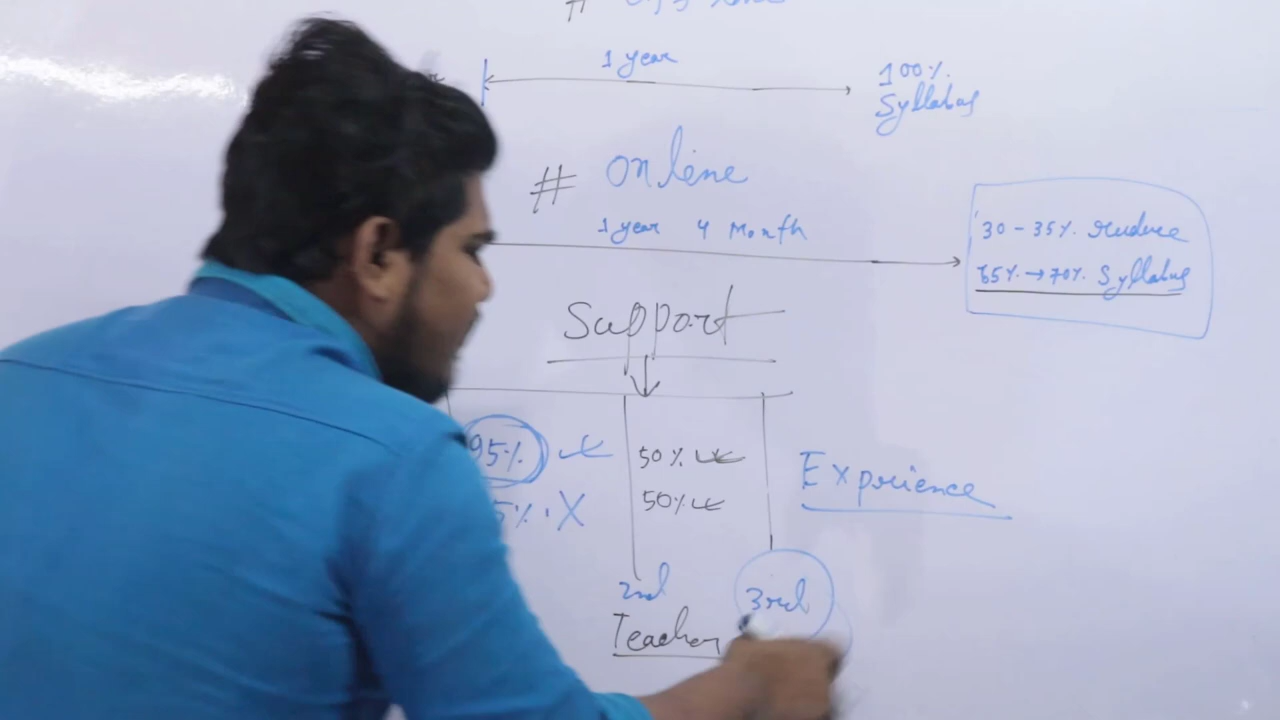 #
1 year
100%.
Syllabus
# Online
1 year 4 Month
30 - 35%. reduce
65%. → 70%. Syllabus
Support
95%.
50%.
5%. X
50%
Exprience
2nd
3rd
Teacher